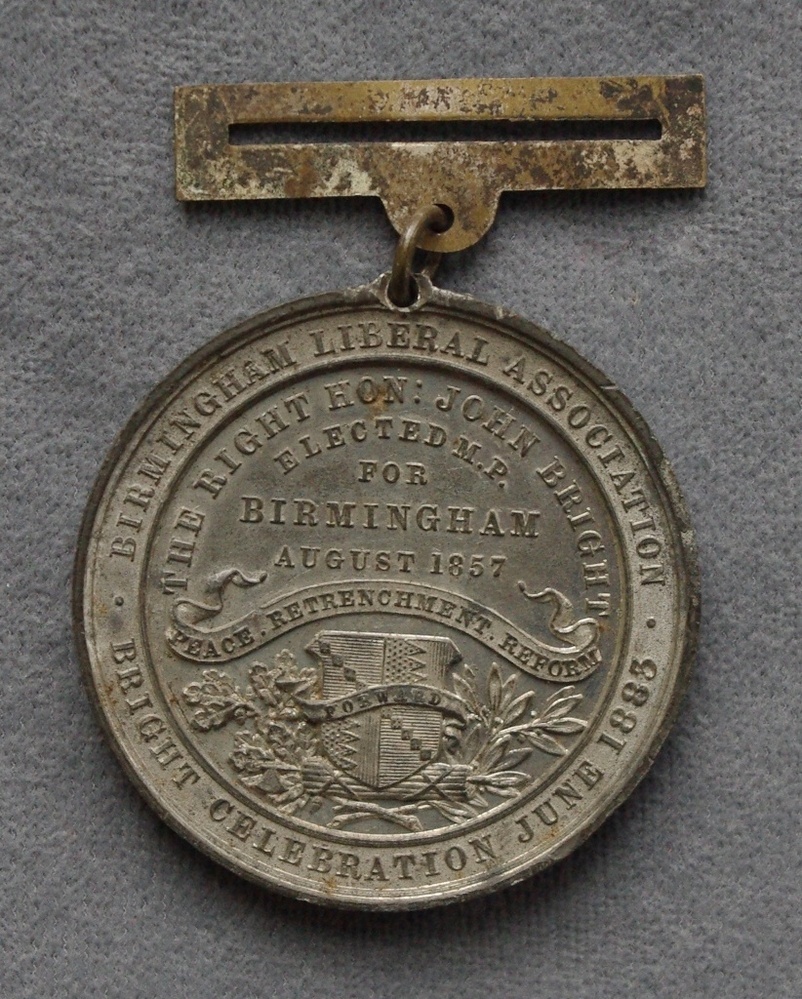 BIRMINGHAM LIBERAL ASSOCIATION
THE RIGHT HON: JOHN BRIGHT
ELECTED M.P.
FOR
BIRMINGHAM
AUGUST 1857
PEACE. RETRENCHMENT. REFORM
FORWARD
· BRIGHT CELEBRATION JUNE 1883 ·